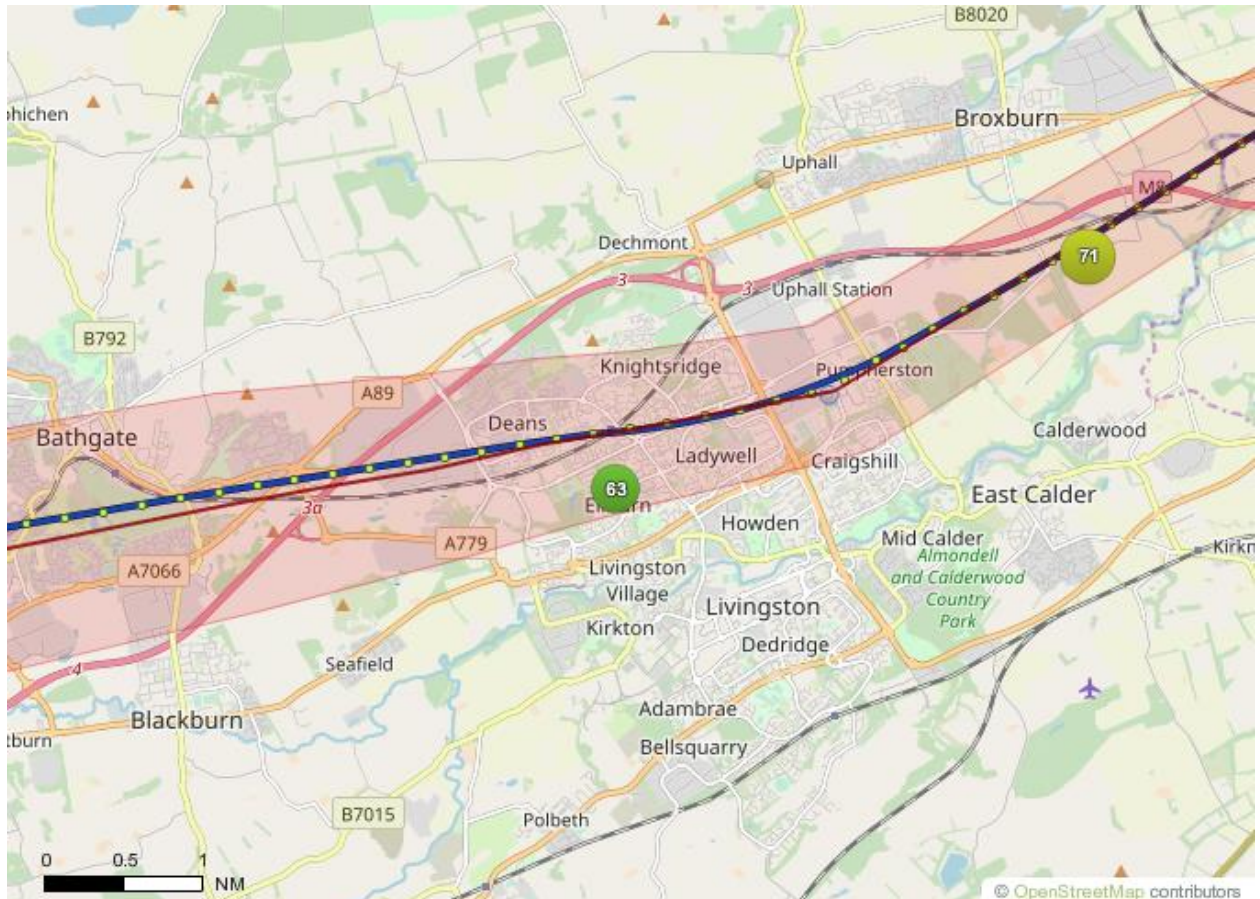 B8020
ohichen
Broxburn
Uphall
M8
Dechmont
71
3
3
Uphall Station
B792
Knightsridge
A89
Pumpherston
Deans
Bathgate
Calderwood
Ladywell
Craigshill
63
East Calder
3a
Howden
A779
Mid Calder
Kirkn
A7066
Almondell
and Calderwood
Country
Park
Livingston
Village
Livingston
Kirkton
Dedridge
Seafield
4
Adambrae
Blackburn
tburn
Bellsquarry
B7015
Polbeth
0 0.5 1
NM
© OpenStreetMap contributors